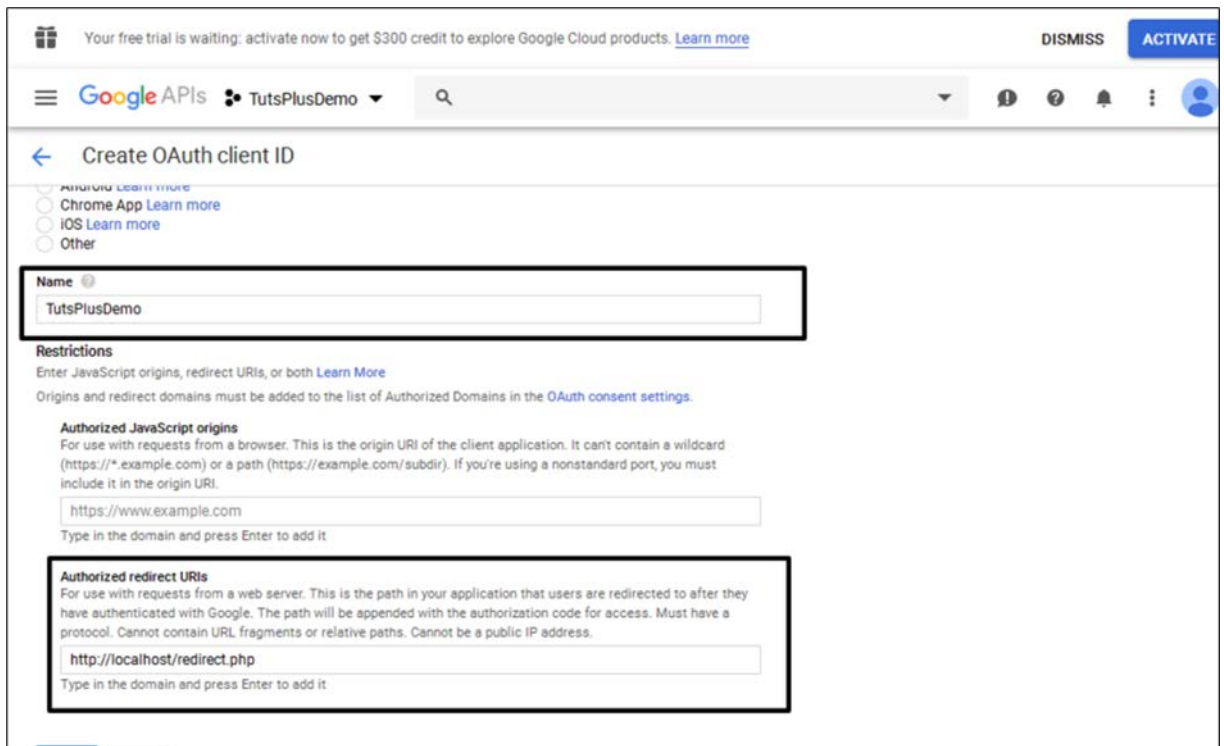 Your free trial is waiting: activate now to get $300 credit to explore Google Cloud products. Learn more
DISMISS
ACTIVATE
Google APIs
TutsPlusDemo
Create OAuth client ID
Android Learn more
Chrome App Learn more
iOS Learn more
Other
Name
TutsPlusDemo
Restrictions
Enter JavaScript origins, redirect URIs, or both Learn More
Origins and redirect domains must be added to the list of Authorized Domains in the OAuth consent settings.
Authorized JavaScript origins
For use with requests from a browser. This is the origin URI of the client application. It can't contain a wildcard
(https://*.example.com) or a path (https://example.com/subdir). If you're using a nonstandard port, you must
include it in the origin URI.
https://www.example.com
Type in the domain and press Enter to add it
Authorized redirect URIs
For use with requests from a web server. This is the path in your application that users are redirected to after they
have authenticated with Google. The path will be appended with the authorization code for access. Must have a
protocol. Cannot contain URL fragments or relative paths. Cannot be a public IP address.
http://localhost/redirect.php
Type in the domain and press Enter to add it